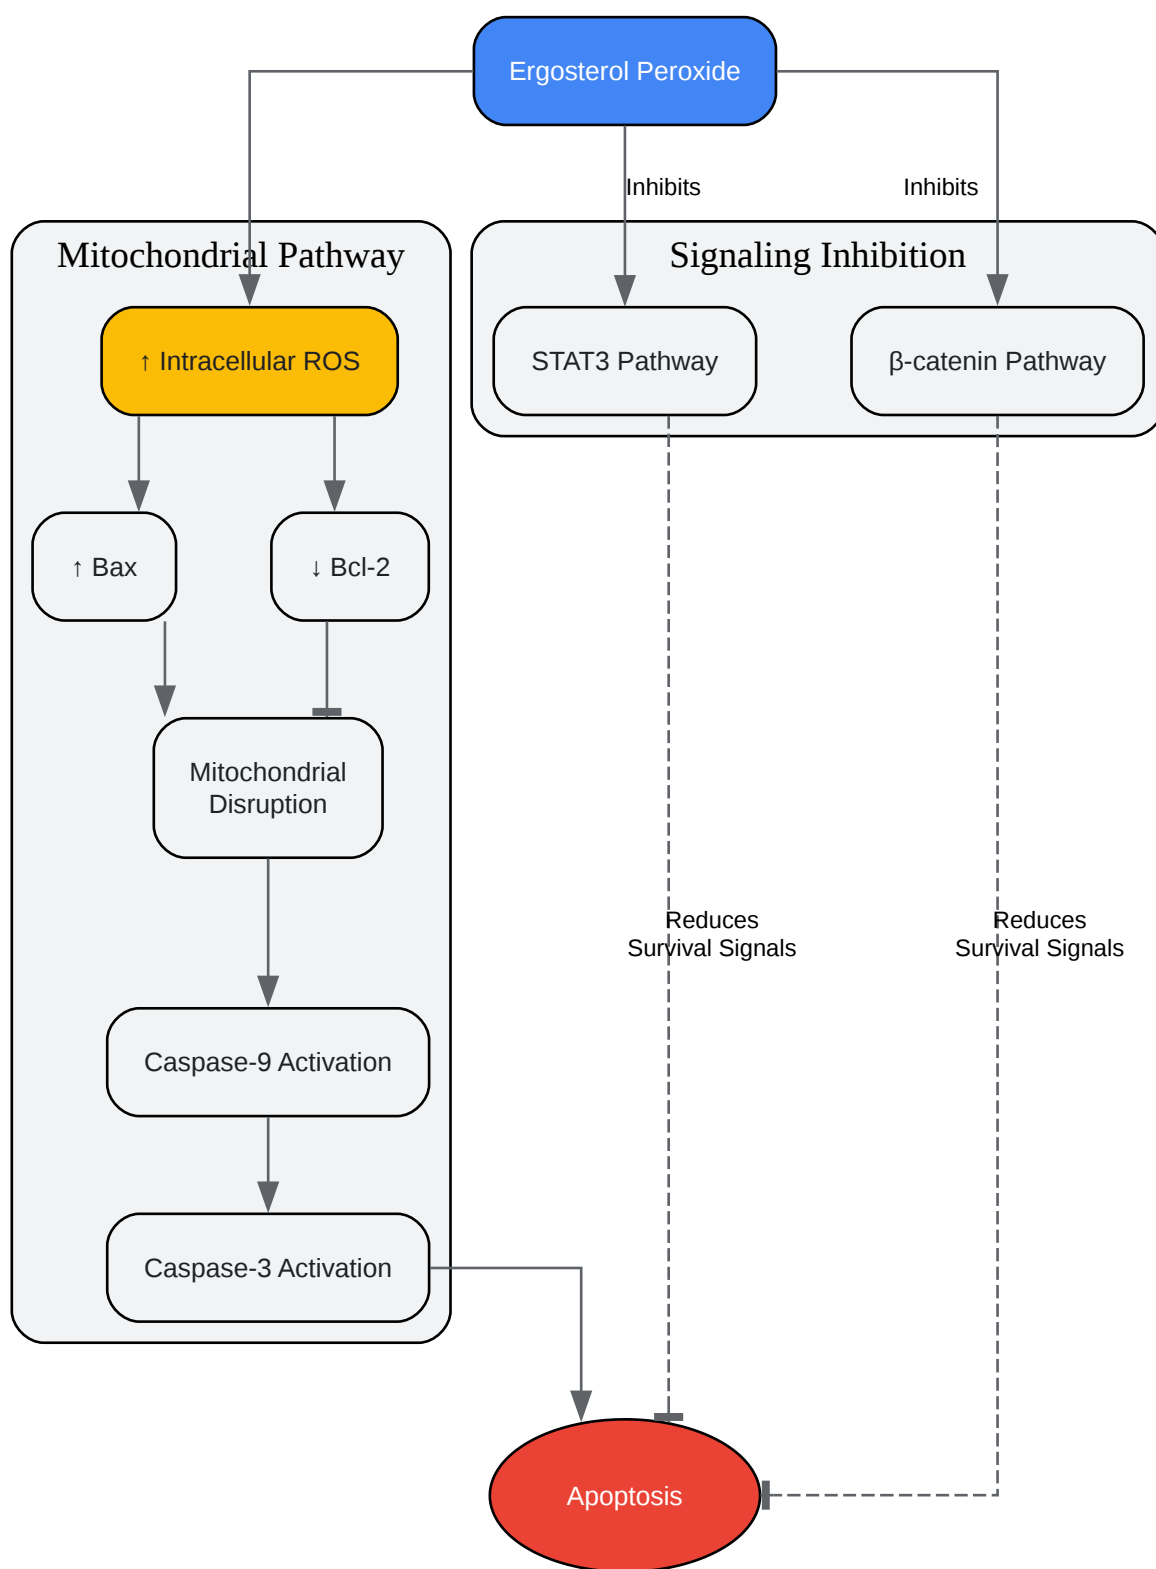 Ergosterol Peroxide
Inhibits
Inhibits
Mitochondrial Pathway
Signaling Inhibition
↑ Intracellular ROS
STAT3 Pathway
β-catenin Pathway
↑ Bax
↓ Bcl-2
Mitochondrial
Disruption
Reduces
Survival Signals
Reduces
Survival Signals
Caspase-9 Activation
Caspase-3 Activation
Apoptosis